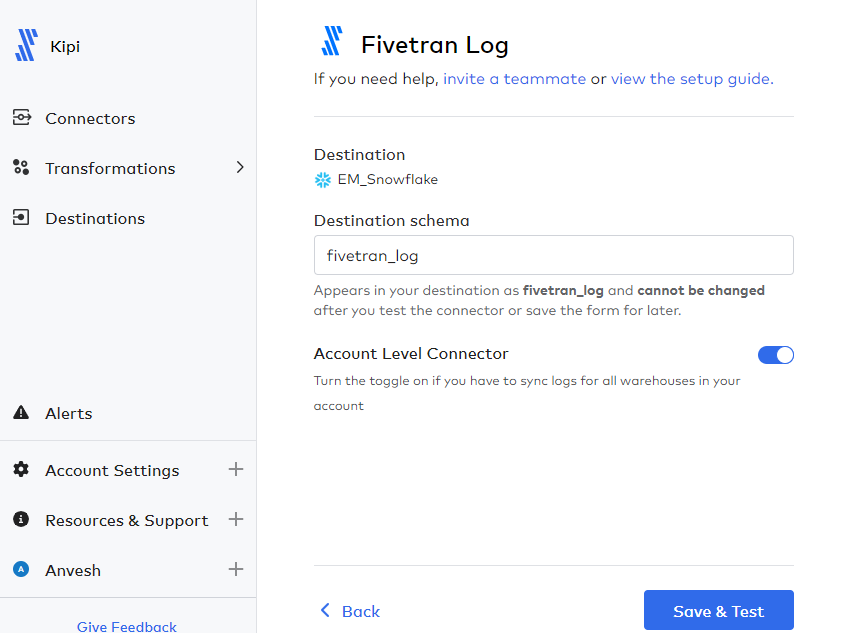 Kipi
Connectors
Transformations
Destinations
Alerts
Account Settings
Resources & Support
A
Anvesh
Give Feedback
Fivetran Log
If you need help, invite a teammate or view the setup guide.
Destination
EM_Snowflake
Destination schema
fivetran_log
Appears in your destination as fivetran_log and cannot be changed
after you test the connector or save the form for later.
Account Level Connector
Turn the toggle on if you have to sync logs for all warehouses in your
account
Back
Save & Test